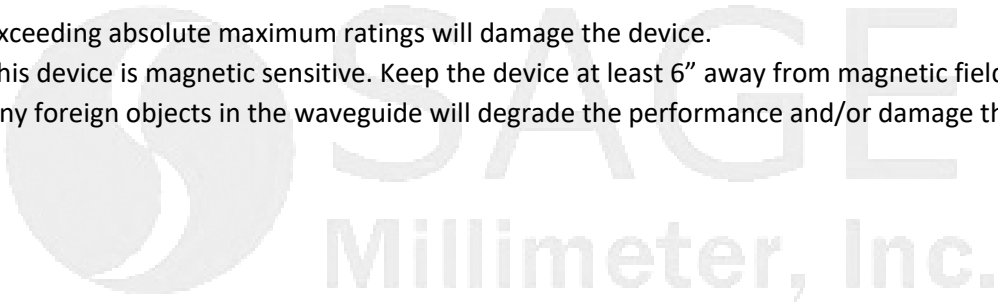 xceeding absolute maximum ratings will damage the device.
his device is magnetic sensitive. Keep the device at least 6” away from magnetic field
ny foreign objects in the waveguide will degrade the performance and/or damage th
SAGE
Millimeter, Inc.